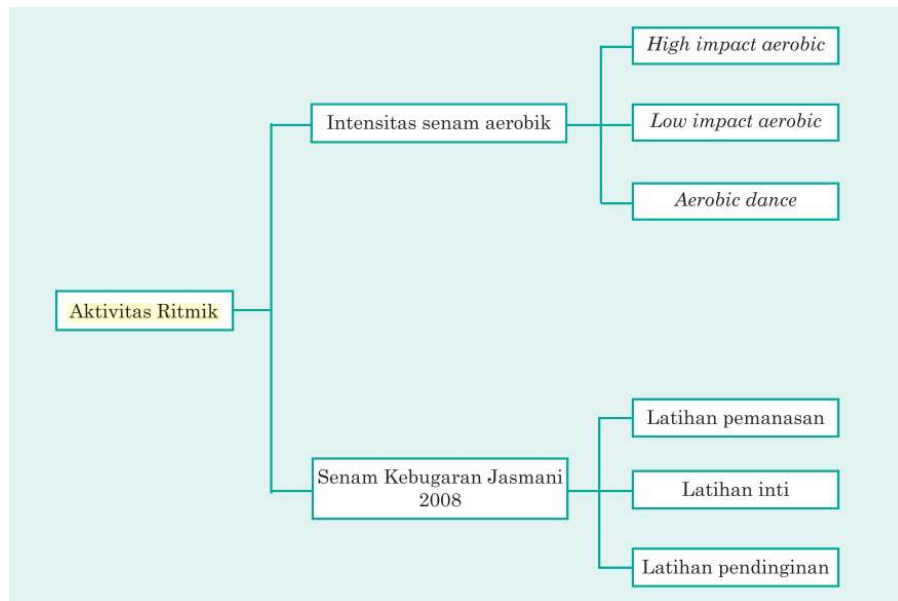 High impact aerobic
Intensitas senam aerobik
Low impact aerobic
Aerobic dance
Aktivitas Ritmik
Latihan pemanasan
Senam Kebugaran Jasmani
2008
Latihan inti
Latihan pendinginan